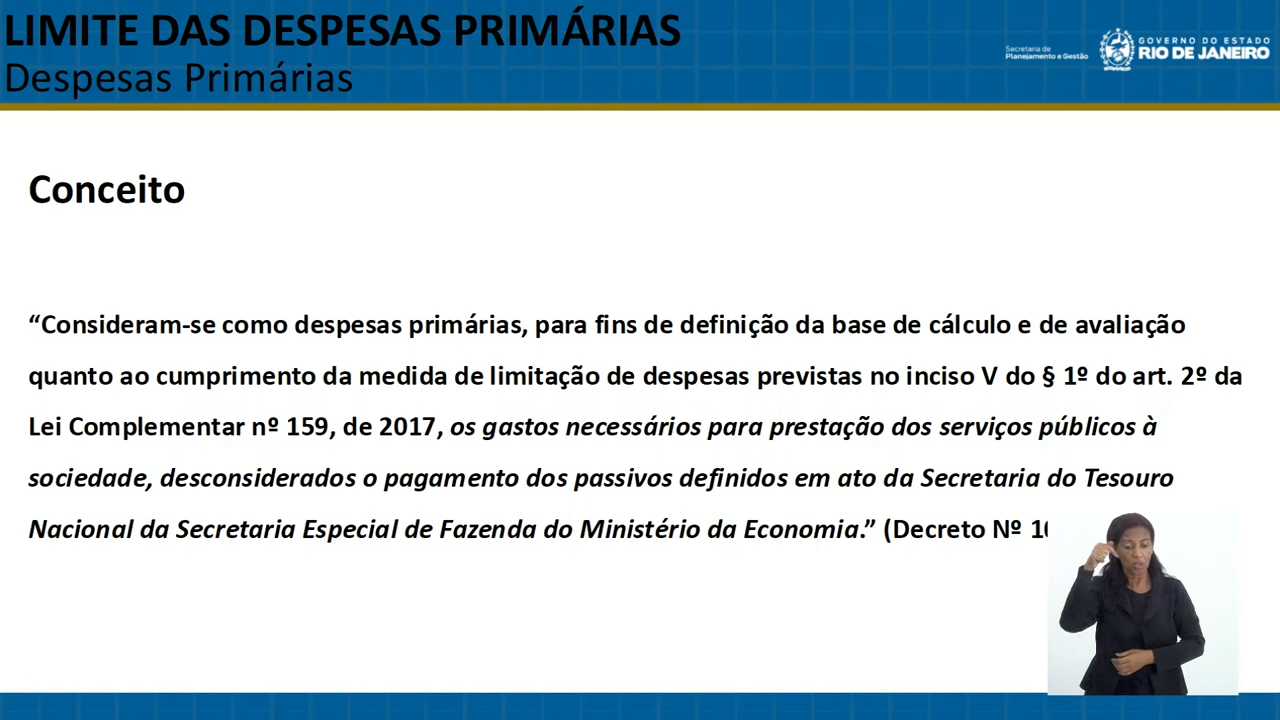 LIMITE DAS DESPESAS PRIMÁRIAS
Despesas Primárias
Secretaria de
Planejamento e Gestão
GOVERNO DO ESTADO
RIO DE JANEIRO
Conceito
“Consideram-se como despesas primárias, para fins de definição da base de cálculo e de avaliação
quanto ao cumprimento da medida de limitação de despesas previstas no inciso V do § 1º do art. 2º da
Lei Complementar nº 159, de 2017, os gastos necessários para prestação dos serviços públicos à
sociedade, desconsiderados o pagamento dos passivos definidos em ato da Secretaria do Tesouro
Nacional da Secretaria Especial de Fazenda do Ministério da Economia.” (Decreto Nº